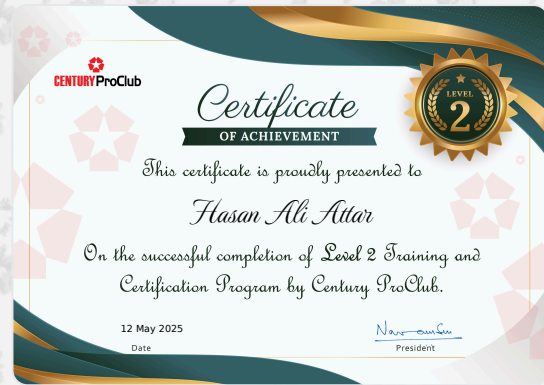 CENTURY ProClub
LEVEL
2
Certificate
OF ACHIEVEMENT
This certificate is proudly presented to
Hasan Ali Attar
On the successful completion of Level 2 Training and
Certification Program by Century ProClub.
12 May 2025
Date
President